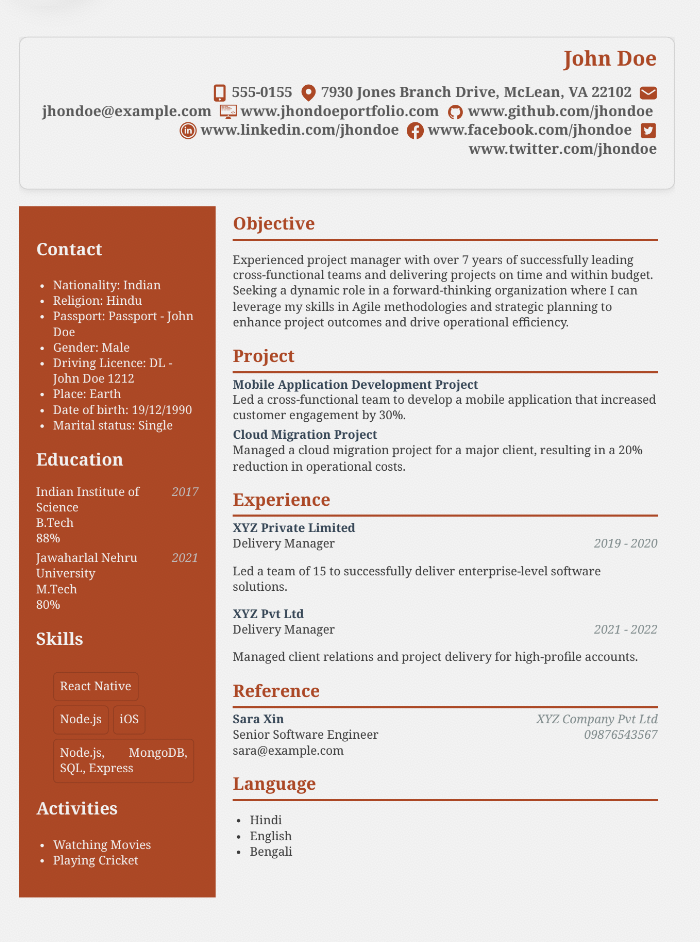 John Doe
555-0155 7930 Jones Branch Drive, McLean, VA 22102
jhondoe@example.com www.jhondoeportfolio.com www.github.com/jhondoe
www.linkedin.com/jhondoe www.facebook.com/jhondoe
www.twitter.com/jhondoe
Contact
• Nationality: Indian
• Religion: Hindu
• Passport: Passport - John
Doe
• Gender: Male
• Driving Licence: DL -
John Doe 1212
• Place: Earth
• Date of birth: 19/12/1990
• Marital status: Single
Education
Indian Institute of 2017
Science
B.Tech
88%
Jawaharlal Nehru 2021
University
M.Tech
80%
Skills
React Native
Node.js iOS
Node.js, MongoDB,
SQL, Express
Activities
• Watching Movies
• Playing Cricket
Objective
Experienced project manager with over 7 years of successfully leading
cross-functional teams and delivering projects on time and within budget.
Seeking a dynamic role in a forward-thinking organization where I can
leverage my skills in Agile methodologies and strategic planning to
enhance project outcomes and drive operational efficiency.
Project
Mobile Application Development Project
Led a cross-functional team to develop a mobile application that increased
customer engagement by 30%.
Cloud Migration Project
Managed a cloud migration project for a major client, resulting in a 20%
reduction in operational costs.
Experience
XYZ Private Limited
Delivery Manager 2019 - 2020
Led a team of 15 to successfully deliver enterprise-level software
solutions.
XYZ Pvt Ltd
Delivery Manager 2021 - 2022
Managed client relations and project delivery for high-profile accounts.
Reference
Sara Xin XYZ Company Pvt Ltd
Senior Software Engineer 09876543567
sara@example.com
Language
• Hindi
• English
• Bengali